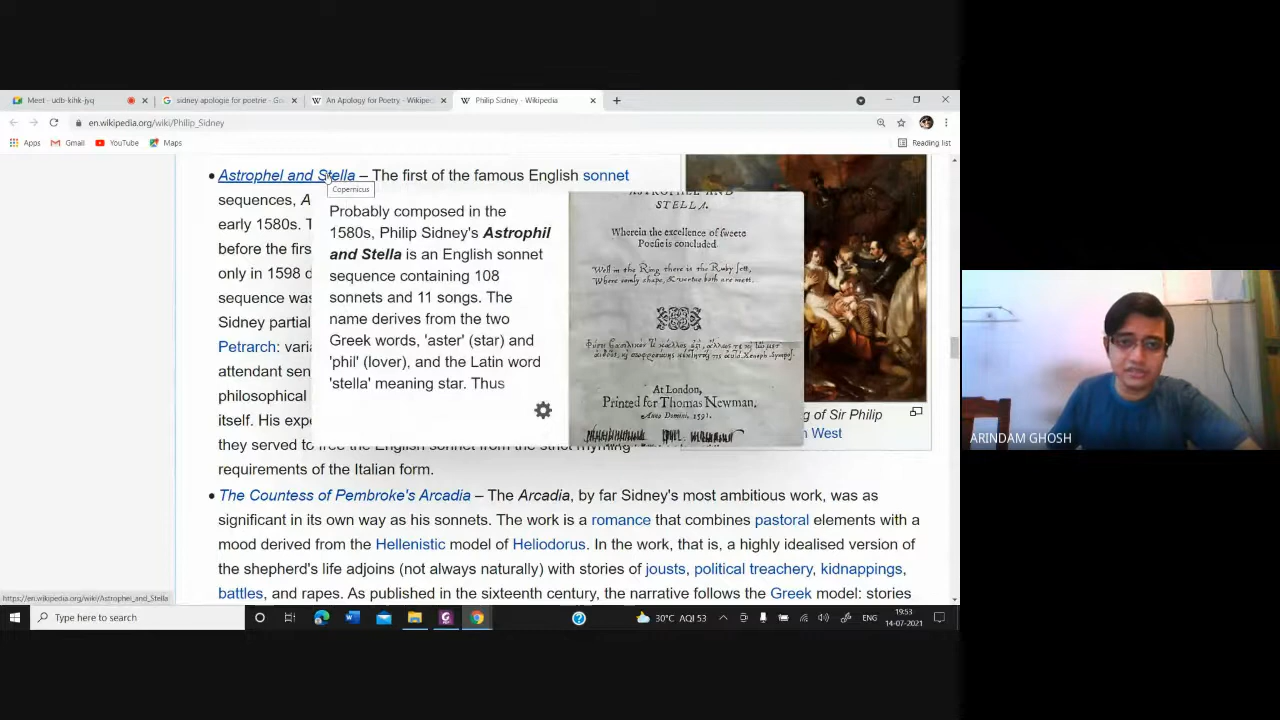 Meet - udb-kihk-jyq
sidney apologie for poetrie - Go
An Apology for Poetry - Wikipe
Philip Sidney - Wikipedia
en.wikipedia.org/wiki/Philip_Sidney
Apps Gmail YouTube Maps
Reading list
Astrophel and Stella – The first of the famous English sonnet
Copernicus
sequences, A
early 1580s. T
before the first
only in 1598 d
sequence was
Sidney partial
Petrarch: varia
attendant sen
philosophical
itself. His expe
they served to free the English sonnet from the strict rhyming
requirements of the Italian form.
Probably composed in the
1580s, Philip Sidney's Astrophil
and Stella is an English sonnet
sequence containing 108
sonnets and 11 songs. The
name derives from the two
Greek words, 'aster' (star) and
'phil' (lover), and the Latin word
'stella' meaning star. Thus
ASTROPHEL AND
STELLA.
Wherein the excellence of sweete
Poesie is concluded.
At London,
Printed for Thomas Newman.
Anno Domini. 1591.
g of Sir Philip
n West
• The Countess of Pembroke's Arcadia – The Arcadia, by far Sidney's most ambitious work, was as
significant in its own way as his sonnets. The work is a romance that combines pastoral elements with a
mood derived from the Hellenistic model of Heliodorus. In the work, that is, a highly idealised version of
the shepherd's life adjoins (not always naturally) with stories of jousts, political treachery, kidnappings,
battles, and rapes. As published in the sixteenth century, the narrative follows the Greek model: stories
https://en.wikipedia.org/wiki/Astrophel_and_Stella
Type here to search
30°C AQI 53
ENG
19:53
14-07-2021
ARINDAM GHOSH